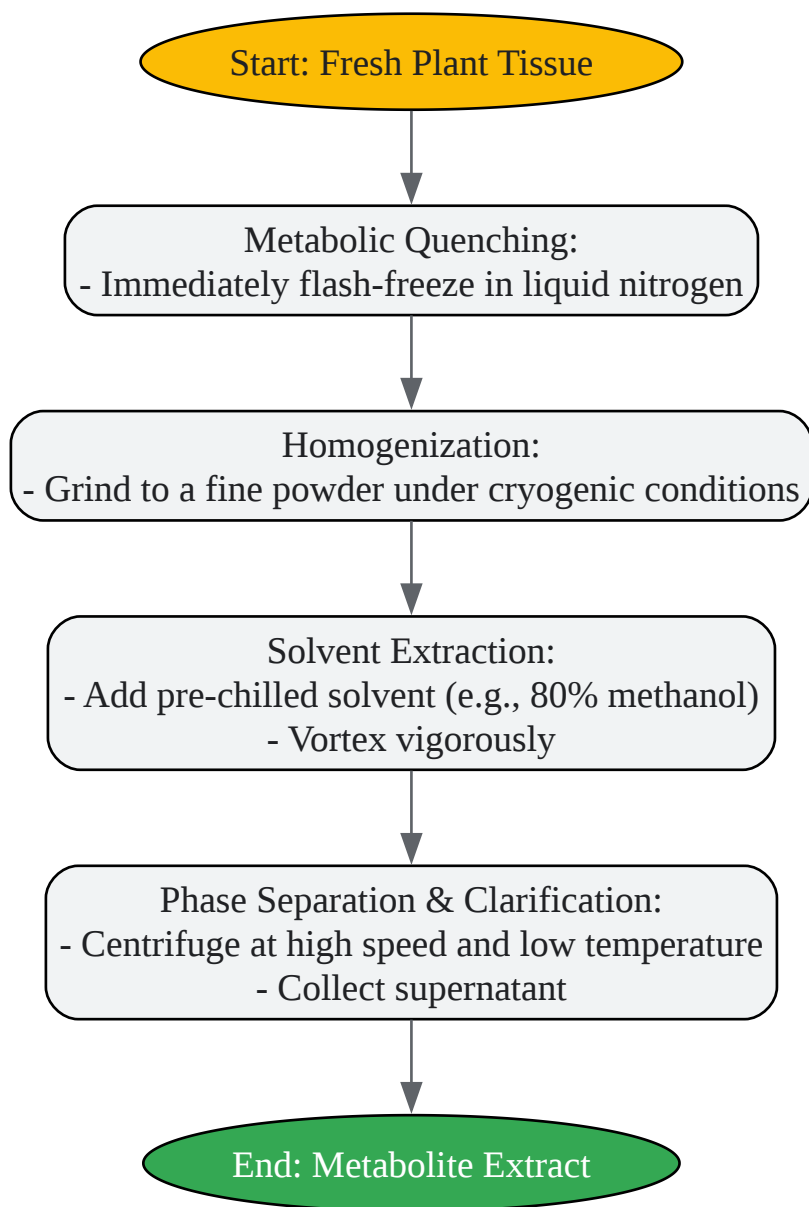 Start: Fresh Plant Tissue
Metabolic Quenching:
- Immediately flash-freeze in liquid nitrogen
Homogenization:
- Grind to a fine powder under cryogenic conditions
Solvent Extraction:
- Add pre-chilled solvent (e.g., 80% methanol)
- Vortex vigorously
Phase Separation & Clarification:
- Centrifuge at high speed and low temperature
- Collect supernatant
End: Metabolite Extract